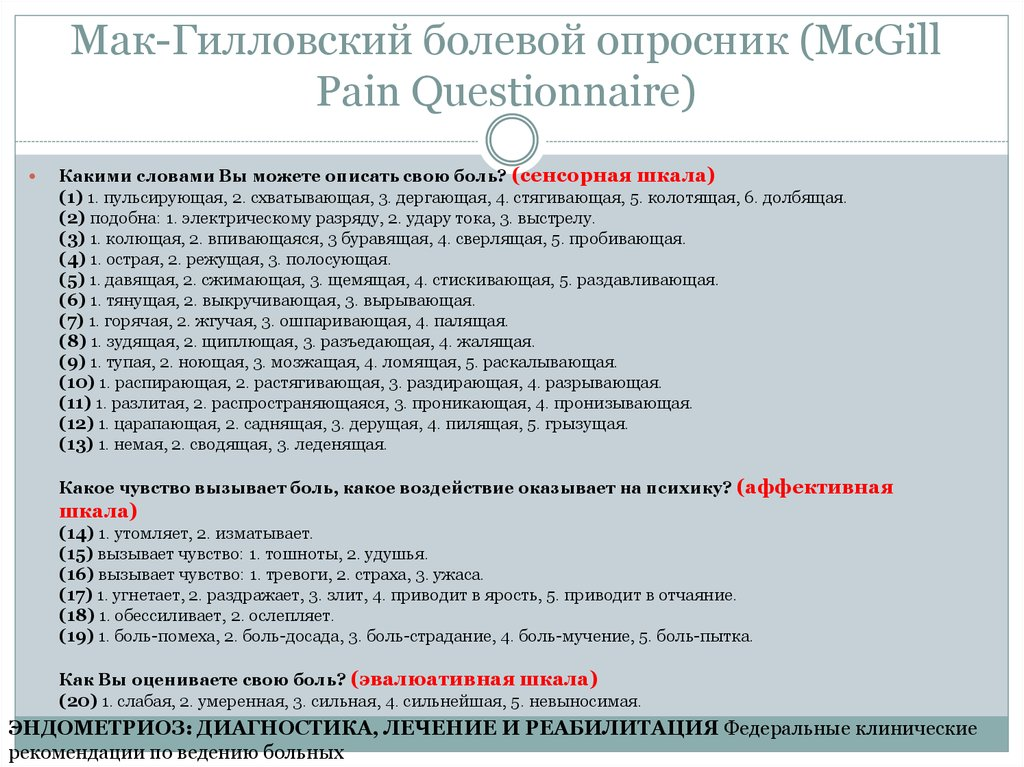 Мак-Гилловский болевой опросник (McGill
Pain Questionnaire)
Какими словами Вы можете описать свою боль? (сенсорная шкала)
(1) 1. пульсирующая, 2. схватывающая, 3. дергающая, 4. стягивающая, 5. колотящая, 6. долбящая.
(2) подобна: 1. электрическому разряду, 2. удару тока, 3. выстрелу.
(3) 1. колющая, 2. впивающаяся, 3 буравящая, 4. сверлящая, 5. пробивающая.
(4) 1. острая, 2. режущая, 3. полосующая.
(5) 1. давящая, 2. сжимающая, 3. щемящая, 4. стискивающая, 5. раздавливающая.
(6) 1. тянущая, 2. выкручивающая, 3. вырывающая.
(7) 1. горячая, 2. жгучая, 3. ошпаривающая, 4. палящая.
(8) 1. зудящая, 2. щиплющая, 3. разъедающая, 4. жалящая.
(9) 1. тупая, 2. ноющая, 3. мозжащая, 4. ломящая, 5. раскалывающая.
(10) 1. распирающая, 2. растягивающая, 3. раздирающая, 4. разрывающая.
(11) 1. разлитая, 2. распространяющаяся, 3. проникающая, 4. пронизывающая.
(12) 1. царапающая, 2. саднящая, 3. дерущая, 4. пилящая, 5. грызущая.
(13) 1. немая, 2. сводящая, 3. леденящая.
Какое чувство вызывает боль, какое воздействие оказывает на психику? (аффективная
шкала)
(14) 1. утомляет, 2. изматывает.
(15) вызывает чувство: 1. тошноты, 2. удушья.
(16) вызывает чувство: 1. тревоги, 2. страха, 3. ужаса.
(17) 1. угнетает, 2. раздражает, 3. злит, 4. приводит в ярость, 5. приводит в отчаяние.
(18) 1. обессиливает, 2. ослепляет.
(19) 1. боль-помеха, 2. боль-досада, 3. боль-страдание, 4. боль-мучение, 5. боль-пытка.
Как Вы оцениваете свою боль? (эвалюативная шкала)
(20) 1. слабая, 2. умеренная, 3. сильная, 4. сильнейшая, 5. невыносимая.
ЭНДОМЕТРИОЗ: ДИАГНОСТИКА, ЛЕЧЕНИЕ И РЕАБИЛИТАЦИЯ Федеральные клинические
рекомендации по ведению больных